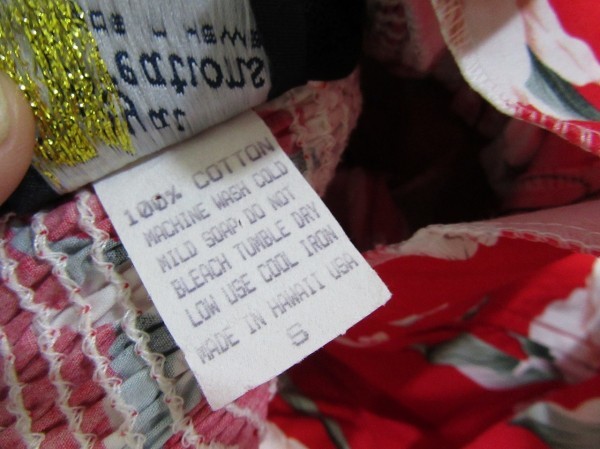 100% COTTON
MACHINE WASH COLD
MILD SOAP, DO NOT
BLEACH TUMBLE DRY
LOW USE COOL IRON
MADE IN HAWAII USA
S